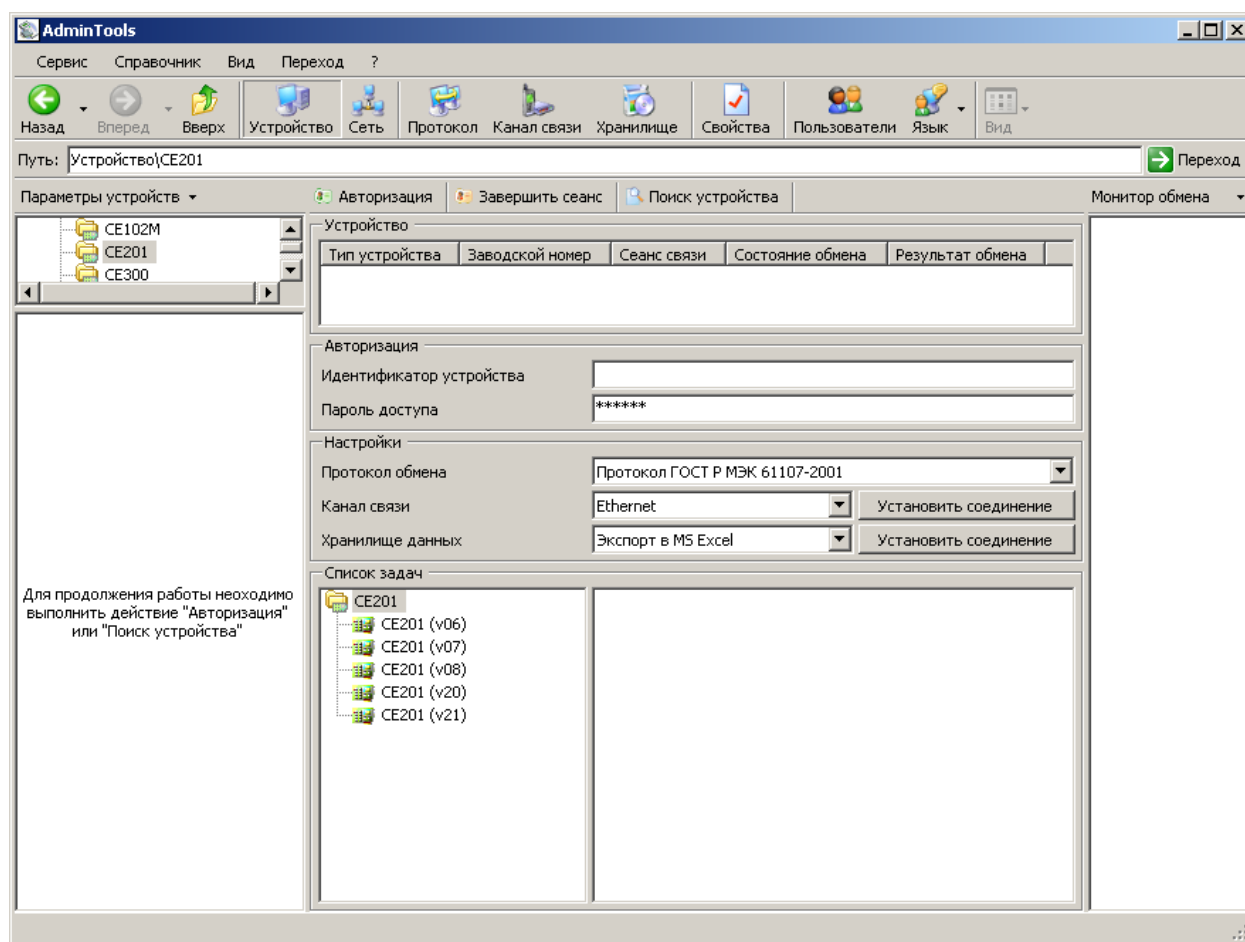 AdminTools
Сервис Справочник Вид Переход ?
Назад Вперед Вверх Устройство Сеть Протокол Канал связи Хранилище Свойства Пользователи Язык Вид
Путь: Устройство\CE201 Переход
Параметры устройств Авторизация Завершить сеанс Поиск устройства Монитор обмена
CE102M
CE201
CE300
Устройство
Тип устройства Заводской номер Сеанс связи Состояние обмена Результат обмена
Авторизация
Идентификатор устройства
Пароль доступа ******
Настройки
Протокол обмена Протокол ГОСТ Р МЭК 61107-2001
Канал связи Ethernet Установить соединение
Хранилище данных Экспорт в MS Excel Установить соединение
Для продолжения работы неоходимо
выполнить действие "Авторизация"
или "Поиск устройства"
Список задач
CE201
CE201 (v06)
CE201 (v07)
CE201 (v08)
CE201 (v20)
CE201 (v21)